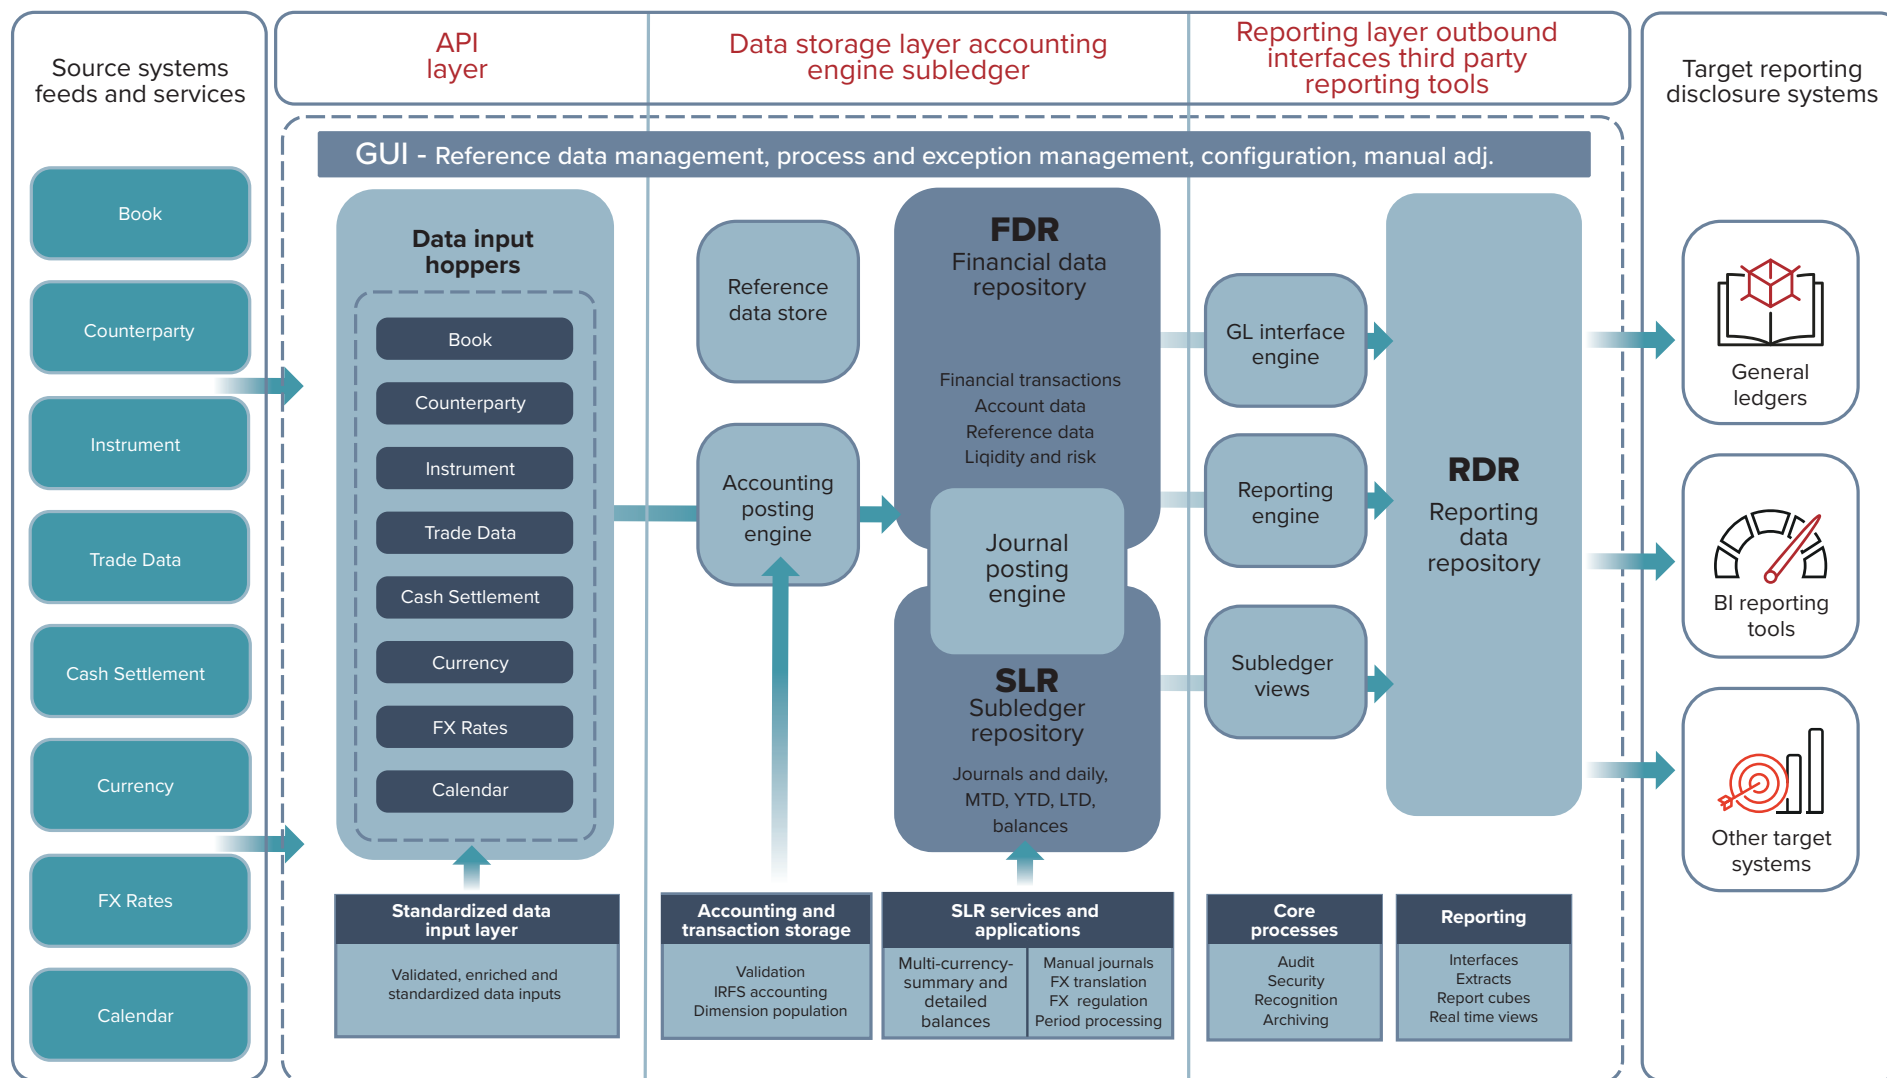 Source systems
feeds and services
Book
Counterparty
Instrument
Trade Data
Cash Settlement
Currency
FX Rates
Calendar
API
layer
Data storage layer accounting
engine subledger
Reporting layer outbound
interfaces third party
reporting tools
GUI - Reference data management, process and exception management, configuration, manual adj.
Data input
hoppers
Book
Counterparty
Instrument
Trade Data
Cash Settlement
Currency
FX Rates
Calendar
Standardized data
input layer
Validated, enriched and
standardized data inputs
Reference
data store
Accounting
posting
engine
Accounting and
transaction storage
Validation
IRFS accounting
Dimension population
FDR
Financial data
repository
Financial transactions
Account data
Reference data
Liqidity and risk
Journal
posting
engine
SLR
Subledger
repository
Journals and daily,
MTD, YTD, LTD,
balances
SLR services and
applications
Multi-currency-
summary and
detailed
balances
Manual journals
FX translation
FX regulation
Period processing
GL interface
engine
Reporting
engine
Subledger
views
RDR
Reporting
data
repository
Core
processes
Audit
Security
Recognition
Archiving
Reporting
Interfaces
Extracts
Report cubes
Real time views
Target reporting
disclosure systems
General
ledgers
BI reporting
tools
Other target
systems